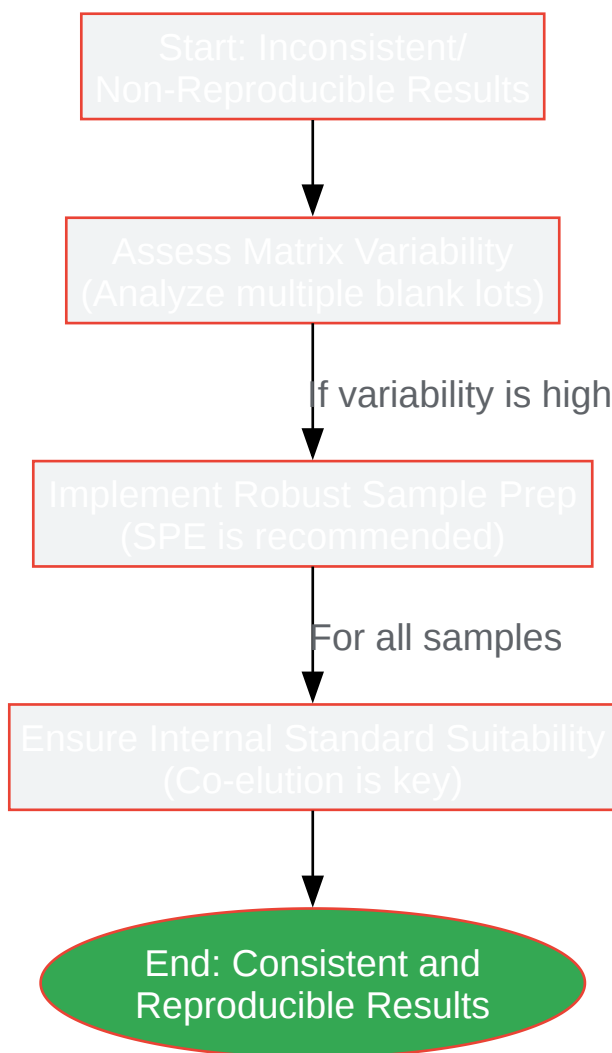 Start: Inconsistent/
Non-Reproducible Results
Assess Matrix Variability
(Analyze multiple blank lots)
If variability is high
Implement Robust Sample Prep
(SPE is recommended)
For all samples
Ensure Internal Standard Suitability
(Co-elution is key)
End: Consistent and
Reproducible Results